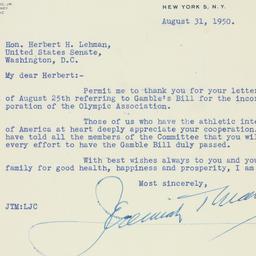 NEW YORK 5, N.Y.
August 31, 1950.
Hon. Herbert H. Lehman,
United States Senate,
Washington, D.C.
My dear Herbert:-
Permit me to thank you for your letter
of August 25th referring to Gamble's Bill for the incor
poration of the Olympic Association.
Those of us who have the athletic inter
of America at heart deeply appreciate your cooperation.
have told all the members of the Committee that you wil
every effort to have the Gamble Bill duly passed.
With best wishes always to you and you
family for good health, happiness and prosperity, I am
Most sincerely,
Jeremiah T.
JTM:LJC